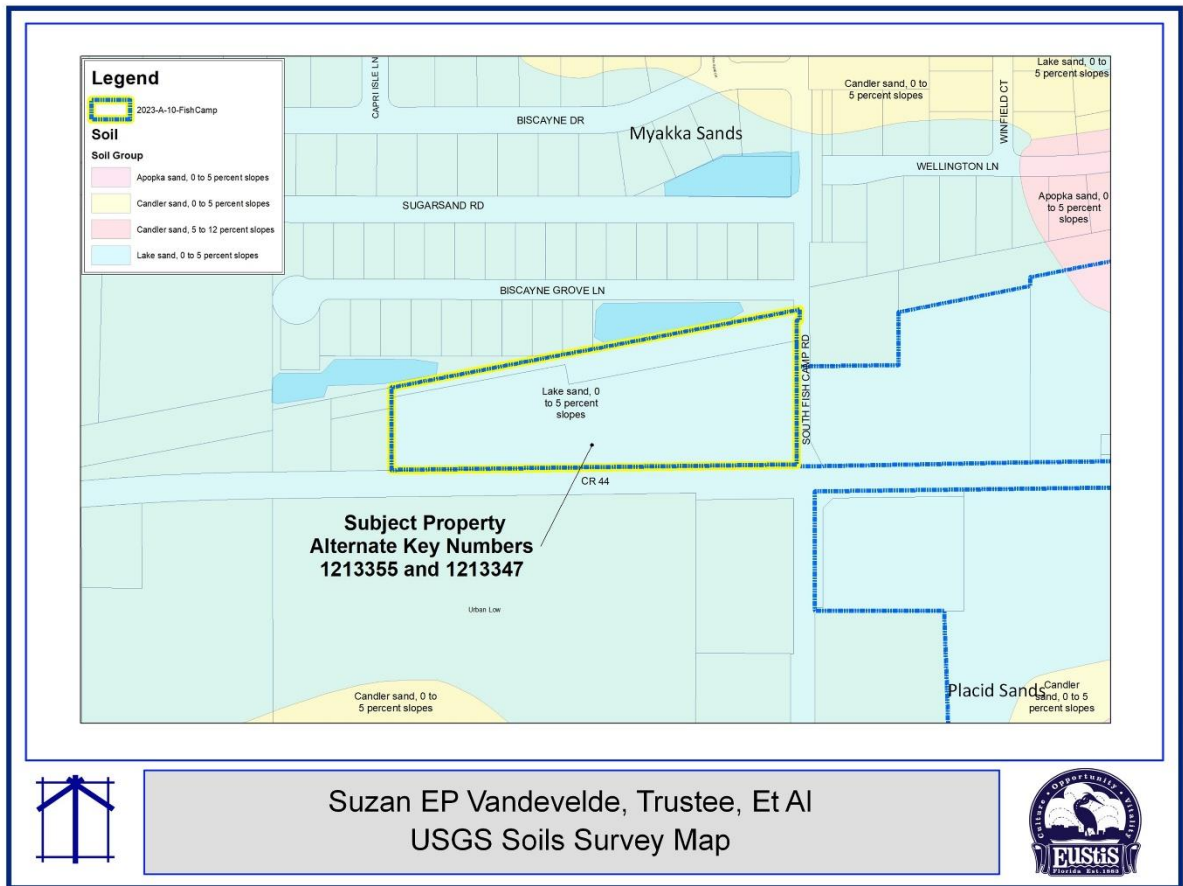 Legend
2023-A-10-FishCamp
Soil
Soil Group
Apopka sand, 0 to 5 percent slopes
Candler sand, 0 to 5 percent slopes
Candler sand, 5 to 12 percent slopes
Lake sand, 0 to 5 percent slopes
CAPRI ISLE LN
BISCAYNE DR
Myakka Sands
Candler sand, 0 to
5 percent slopes
Lake sand, 0 to
5 percent slopes
WINFIELD CT
WELLINGTON LN
SUGARSAND RD
Apopka sand, 0
to 5 percent
slopes
BISCAYNE GROVE LN
SOUTH FISH CAMP RD
Lake sand, 0
to 5 percent
slopes
CR 44
Subject Property
Alternate Key Numbers
1213355 and 1213347
Urban Low
Candler sand, 0 to
5 percent slopes
Placid Sands
Candler
sand, 0 to 5
percent slopes
Suzan EP Vandevelde, Trustee, Et Al
USGS Soils Survey Map
Culture • Opportunity • Vitality
EUSTIS
Florida Est. 1883